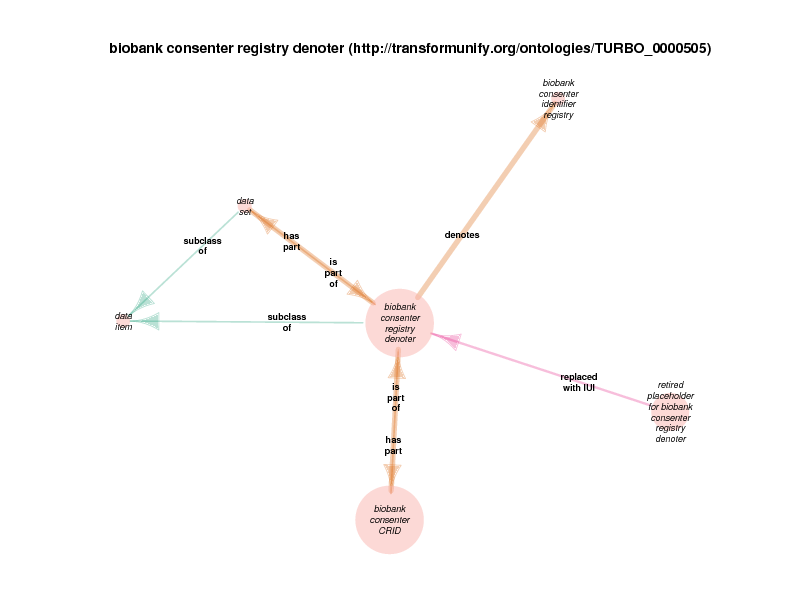 biobank consenter registry denoter (http://transformunify.org/ontologies/TURBO_0000505)
biobank
consenter
identifier
registry
data
set
denotes
subclass
of
has
part
is
part
of
data
item
subclass
of
biobank
consenter
registry
denoter
replaced
with IUI
retired
placeholder
for biobank
consenter
registry
denoter
is
part
of
has
part
biobank
consenter
CRID